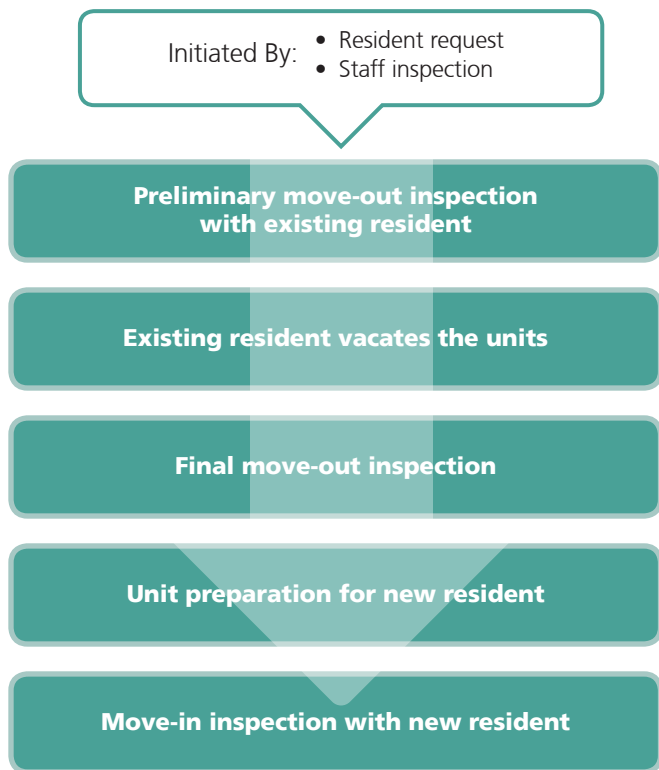 Initiated By:
• Resident request
• Staff inspection
Preliminary move-out inspection
with existing resident
Existing resident vacates the units
Final move-out inspection
Unit preparation for new resident
Move-in inspection with new resident